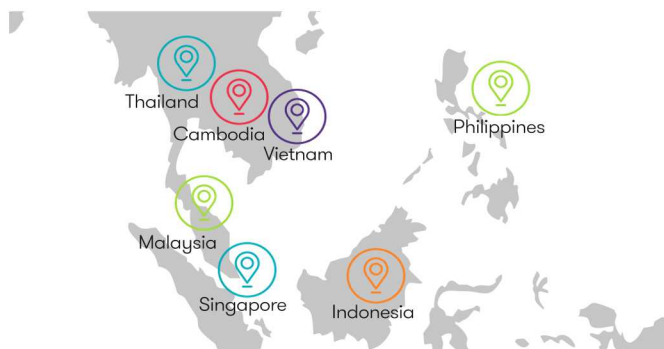 Thailand
Cambodia
Vietnam
Philippines
Malaysia
Singapore
Indonesia